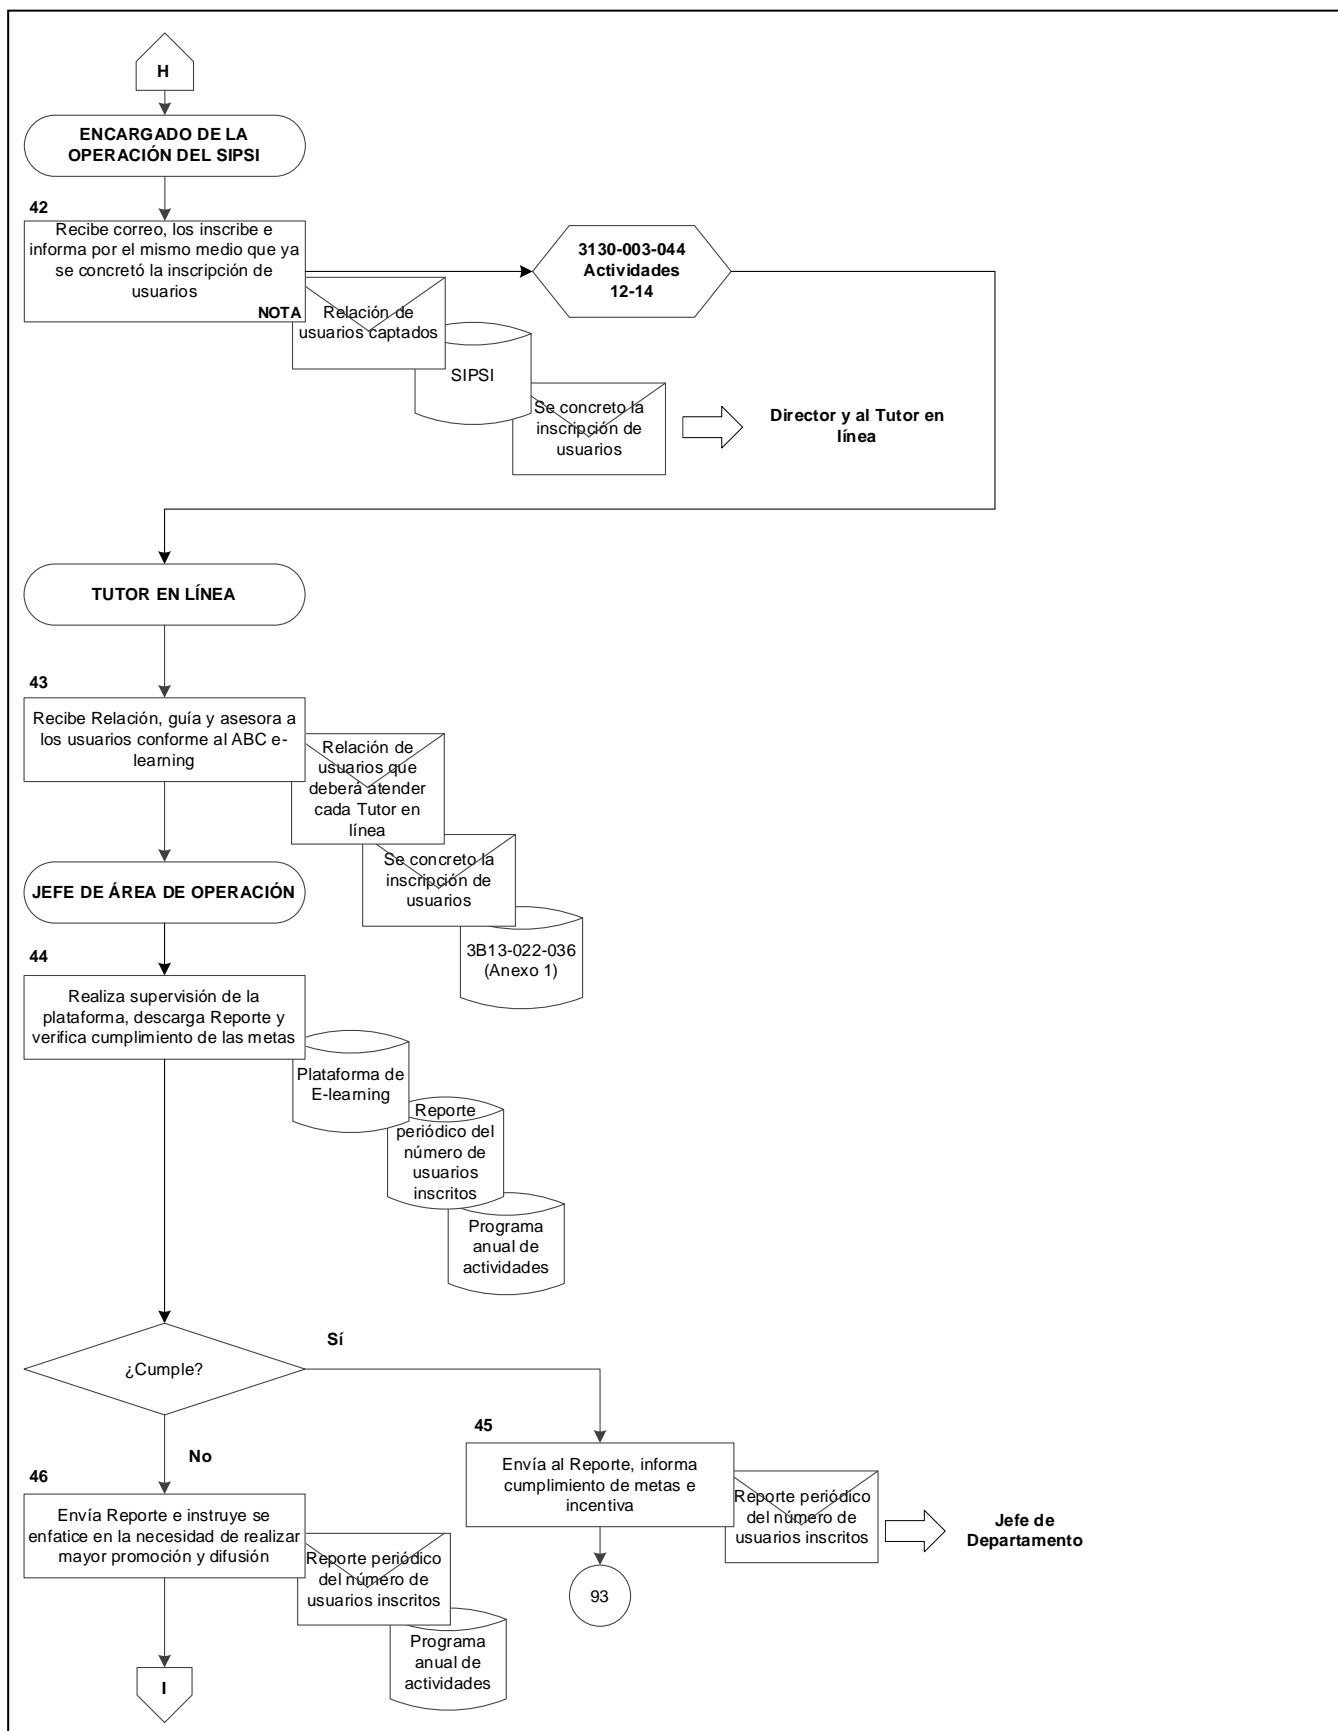 H
ENCARGADO DE LA
OPERACIÓN DEL SIPSI
42
Recibe correo, los inscribe e
informa por el mismo medio que ya
se concretó la inscripción de
usuarios
NOTA
3130-003-044
Actividades
12-14
Relación de
usuarios captados
SIPSI
Se concreto la
inscripción de
usuarios
Director y al Tutor en
línea
TUTOR EN LÍNEA
43
Recibe Relación, guía y asesora a
los usuarios conforme al ABC e-
learning
Relación de
usuarios que
deberá atender
cada Tutor en
línea
Se concreto la
inscripción de
usuarios
3B13-022-036
(Anexo 1)
JEFE DE ÁREA DE OPERACIÓN
44
Realiza supervisión de la
plataforma, descarga Reporte y
verifica cumplimiento de las metas
Plataforma de
E-learning
Reporte
periódico del
número de
usuarios
inscritos
Programa
anual de
actividades
¿Cumple?
Sí
No
45
Envía al Reporte, informa
cumplimiento de metas e
incentiva
Reporte periódico
del número de
usuarios inscritos
Jefe de
Departamento
93
46
Envía Reporte e instruye se
enfatice en la necesidad de realizar
mayor promoción y difusión
Reporte periódico
del número de
usuarios inscritos
Programa
anual de
actividades
I